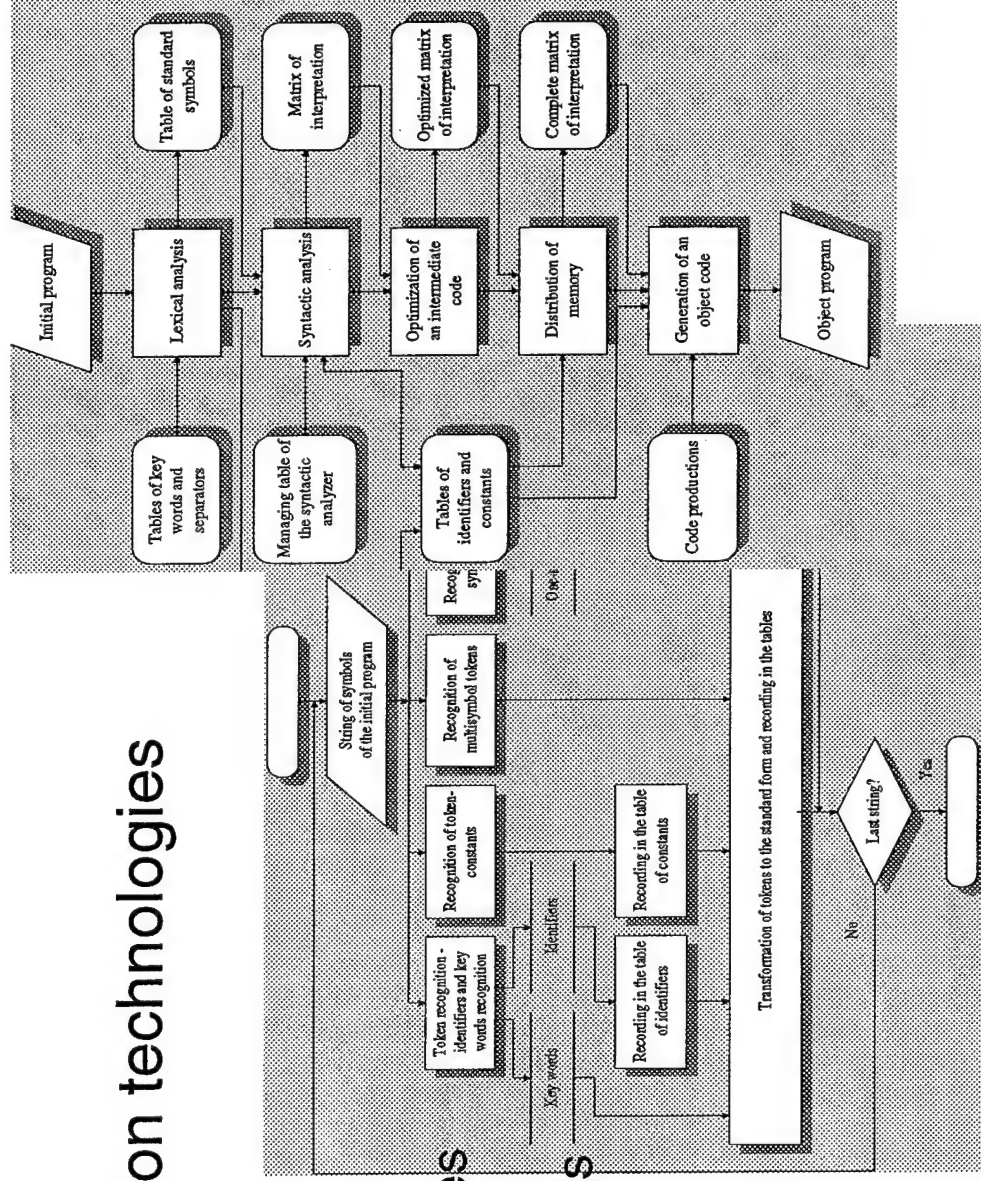 on technologies
es
s
Initial program
Lexical analysis
Table of standard
symbols
Tables of key
words and
separators
Syntactic analysis
Matrix of
interpretation
Managing table of
the syntactic
analyzer
Optimization of
an intermediate
code
Optimized matrix
of interpretation
Tables of
identifiers and
constants
Distribution of
memory
Complete matrix
of interpretation
Code productions
Generation of an
object code
Object program
String of symbols
of the initial program
Token recognition -
identifiers and key
words recognition
Recognition of token-
constants
Recognition of
multisymbol tokens
Recog
syn
Key words
Identifiers
One-s
Recording in the table
of identifiers
Recording in the table
of constants
Transformation of tokens to the standard form and recording in the tables
Last string?
No
Yes